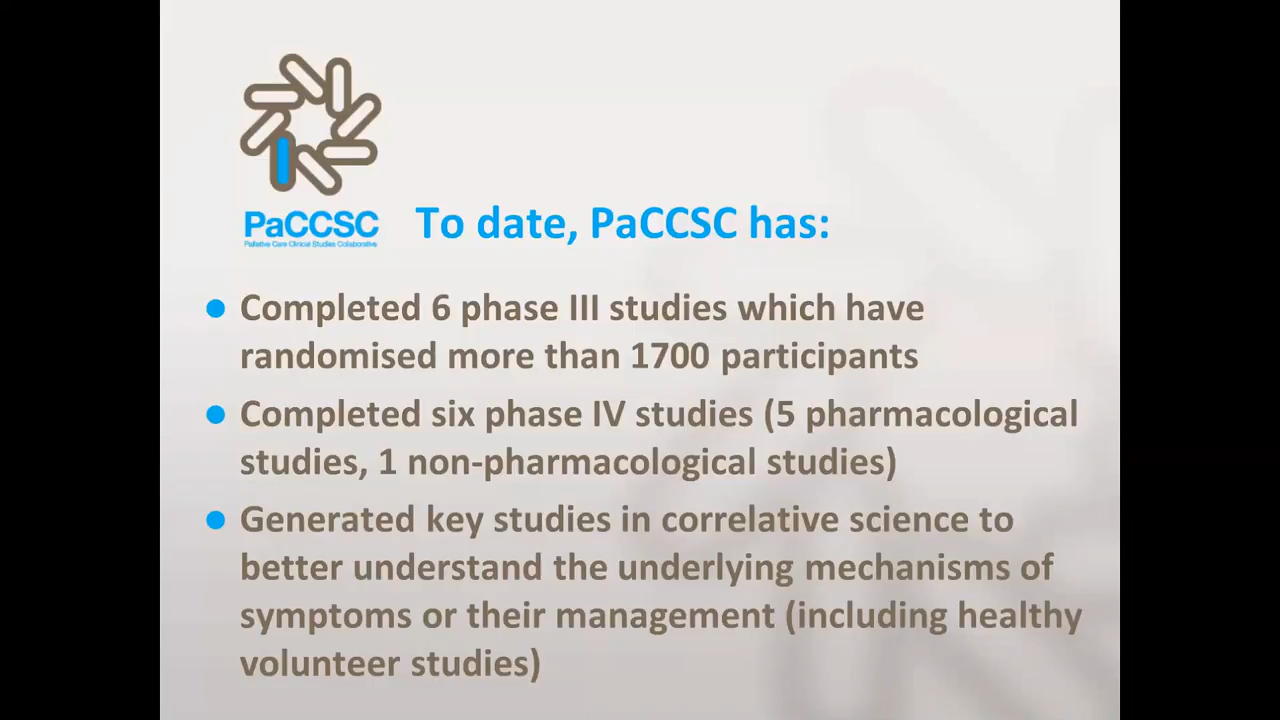 PaCCSC
Palliative Care Clinical Studies Collaborative
To date, PaCCSC has:
Completed 6 phase III studies which have
randomised more than 1700 participants
Completed six phase IV studies (5 pharmacological
studies, 1 non-pharmacological studies)
Generated key studies in correlative science to
better understand the underlying mechanisms of
symptoms or their management (including healthy
volunteer studies)